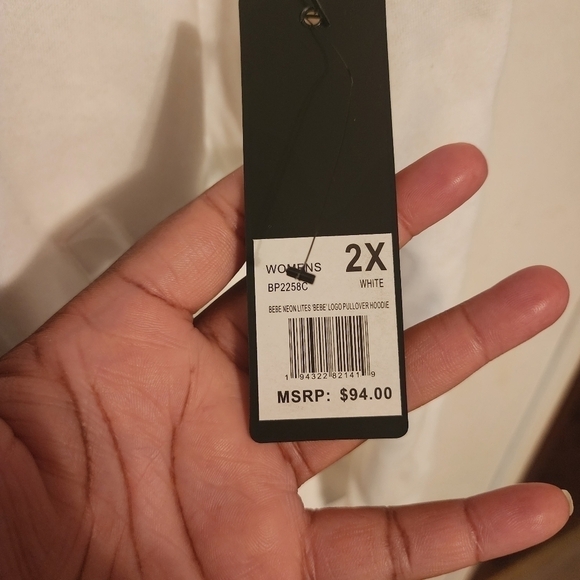 WOMENS 2X
BP2258C WHITE
BEBE NEON LITES 'BEBE' LOGO PULLOVER HOODIE
1 94322 82141 9
MSRP: $94.00